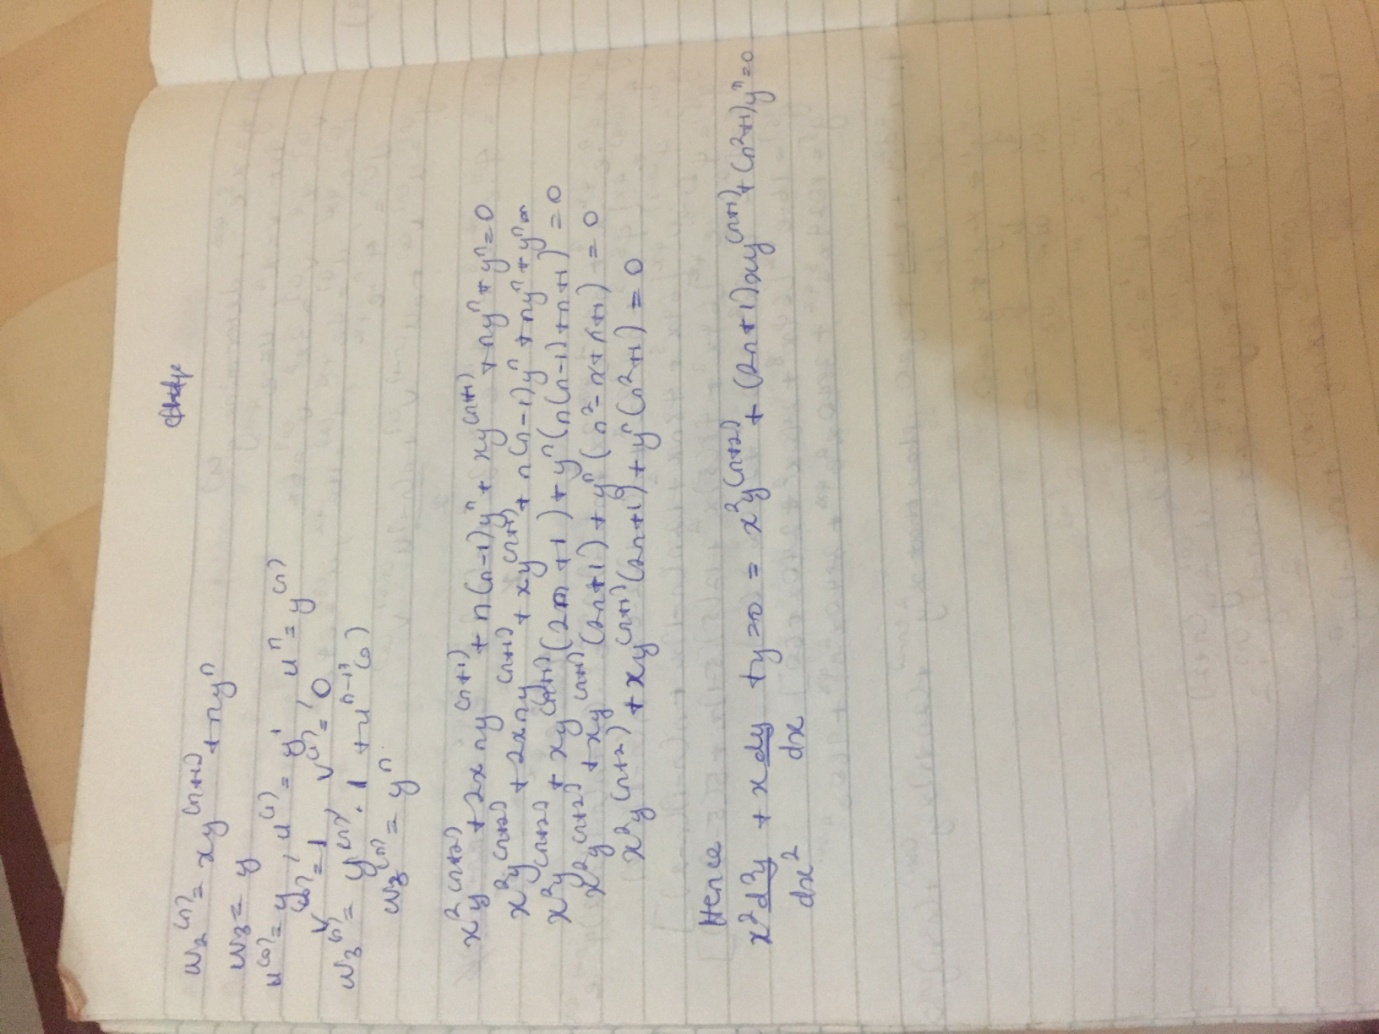 w₂⁽ⁿ⁾ = xy⁽ⁿ⁺¹⁾ + nyⁿ
w₃ = y
u⁽⁰⁾ = y, u⁽¹⁾ = y' uⁿ = y⁽ⁿ⁾
v⁽⁰⁾ = 1, v⁽¹⁾ = 0
w₃⁽ⁿ⁾ = y⁽ⁿ⁾ . 1 + uⁿ⁻¹(0)
w₃⁽ⁿ⁾ = yⁿ
x²y⁽ⁿ⁺²⁾ + 2xny⁽ⁿ⁺¹⁾ + n(n-1)yⁿ + xy⁽ⁿ⁺¹⁾ + nyⁿ + yⁿ = 0
x²y⁽ⁿ⁺²⁾ + 2xny⁽ⁿ⁺¹⁾ + xy⁽ⁿ⁺¹⁾ + n(n-1)yⁿ + nyⁿ + yⁿ =
x²y⁽ⁿ⁺²⁾ + xy⁽ⁿ⁺¹⁾(2n+1) + yⁿ(n(n-1)+n+1) = 0
x²y⁽ⁿ⁺²⁾ + xy⁽ⁿ⁺¹⁾(2n+1) + yⁿ(n²-n+n+1) = 0
x²y⁽ⁿ⁺²⁾ + xy⁽ⁿ⁺¹⁾(2n+1) + yⁿ(n²+1) = 0
Hence
x² d²y/dx² + x dy/dx + y=0 = x²y⁽ⁿ⁺²⁾ + (2n+1)xy⁽ⁿ⁺¹⁾ + (n²+1)yⁿ=0